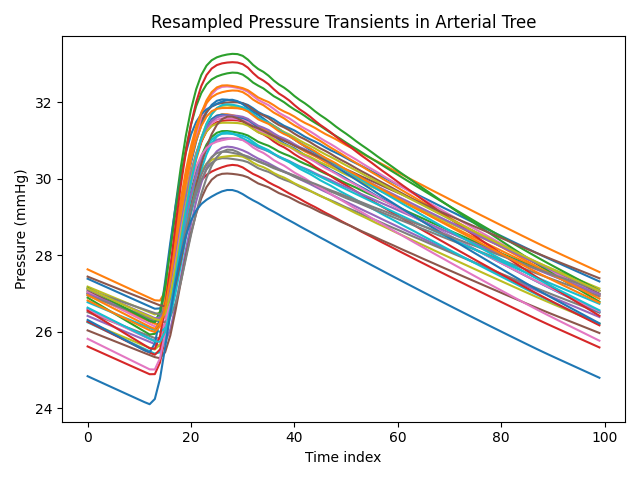 Resampled Pressure Transients in Arterial Tree
Pressure (mmHg)
32
30
28
26
24
0 20 40 60 80 100
Time index